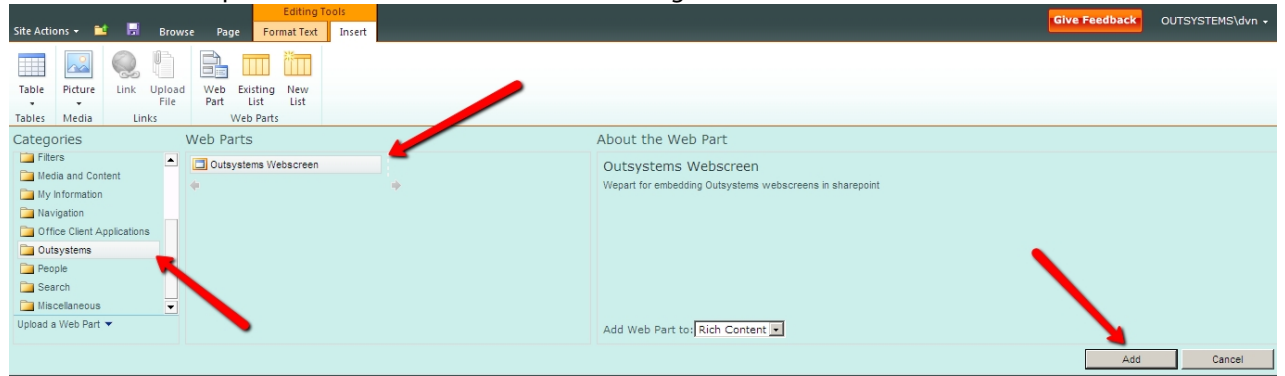 Editing Tools
Site Actions Browse Page Format Text Insert Give Feedback OUTSYSTEMS\dvn
Table Picture Link Upload File Web Part Existing List New List
Tables Media Links Web Parts
Categories
Filters
Media and Content
My Information
Navigation
Office Client Applications
Outsystems
People
Search
Miscellaneous
Upload a Web Part
Web Parts
Outsystems Webscreen
About the Web Part
Outsystems Webscreen
Wepart for embedding Outsystems webscreens in sharepoint
Add Web Part to: Rich Content
Add Cancel